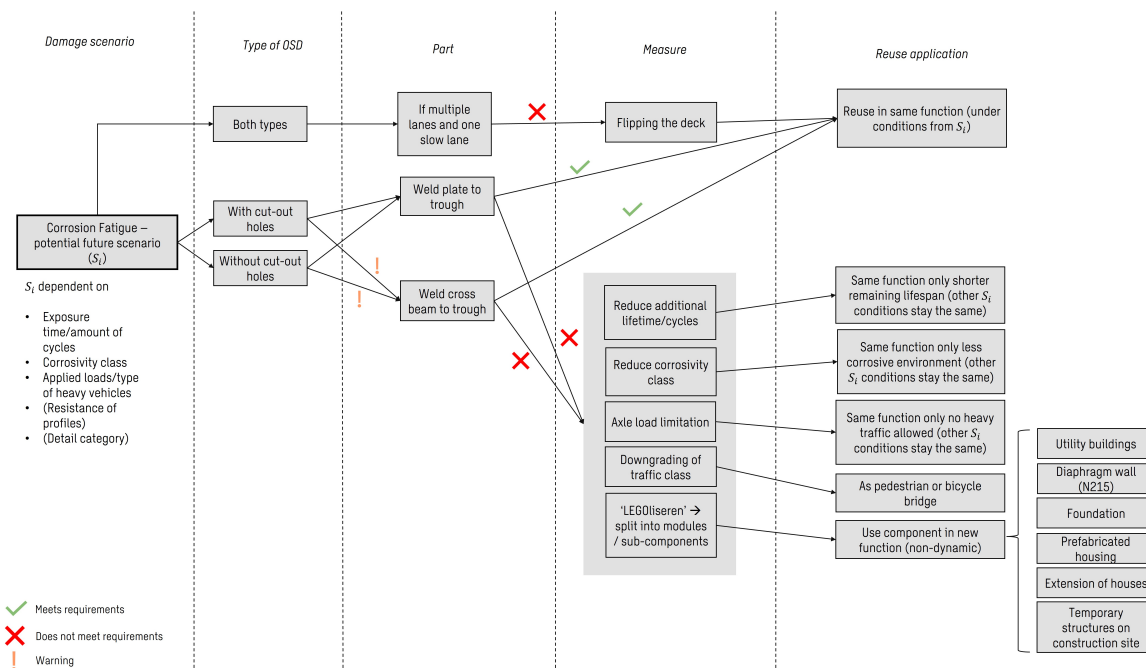 Damage scenario
Type of OSD
Part
Measure
Reuse application
Both types
If multiple
lanes and one
slow lane
Flipping the deck
Reuse in same function (under
conditions from Sᵢ)
Corrosion Fatigue –
potential future scenario
(Sᵢ)
With cut-out
holes
Without cut-out
holes
Weld plate to
trough
Weld cross
beam to trough
Sᵢ dependent on
• Exposure
time/amount of
cycles
• Corrosivity class
• Applied loads/type
of heavy vehicles
• (Resistance of
profiles)
• (Detail category)
Reduce additional
lifetime/cycles
Reduce corrosivity
class
Axle load limitation
Downgrading of
traffic class
'LEGOliseren' →
split into modules
/ sub-components
Same function only shorter
remaining lifespan (other Sᵢ
conditions stay the same)
Same function only less
corrosive environment (other
Sᵢ conditions stay the same)
Same function only no heavy
traffic allowed (other Sᵢ
conditions stay the same)
As pedestrian or bicycle
bridge
Use component in new
function (non-dynamic)
Utility buildings
Diaphragm wall
(N215)
Foundation
Prefabricated
housing
Extension of houses
Temporary
structures on
construction site
Meets requirements
Does not meet requirements
Warning